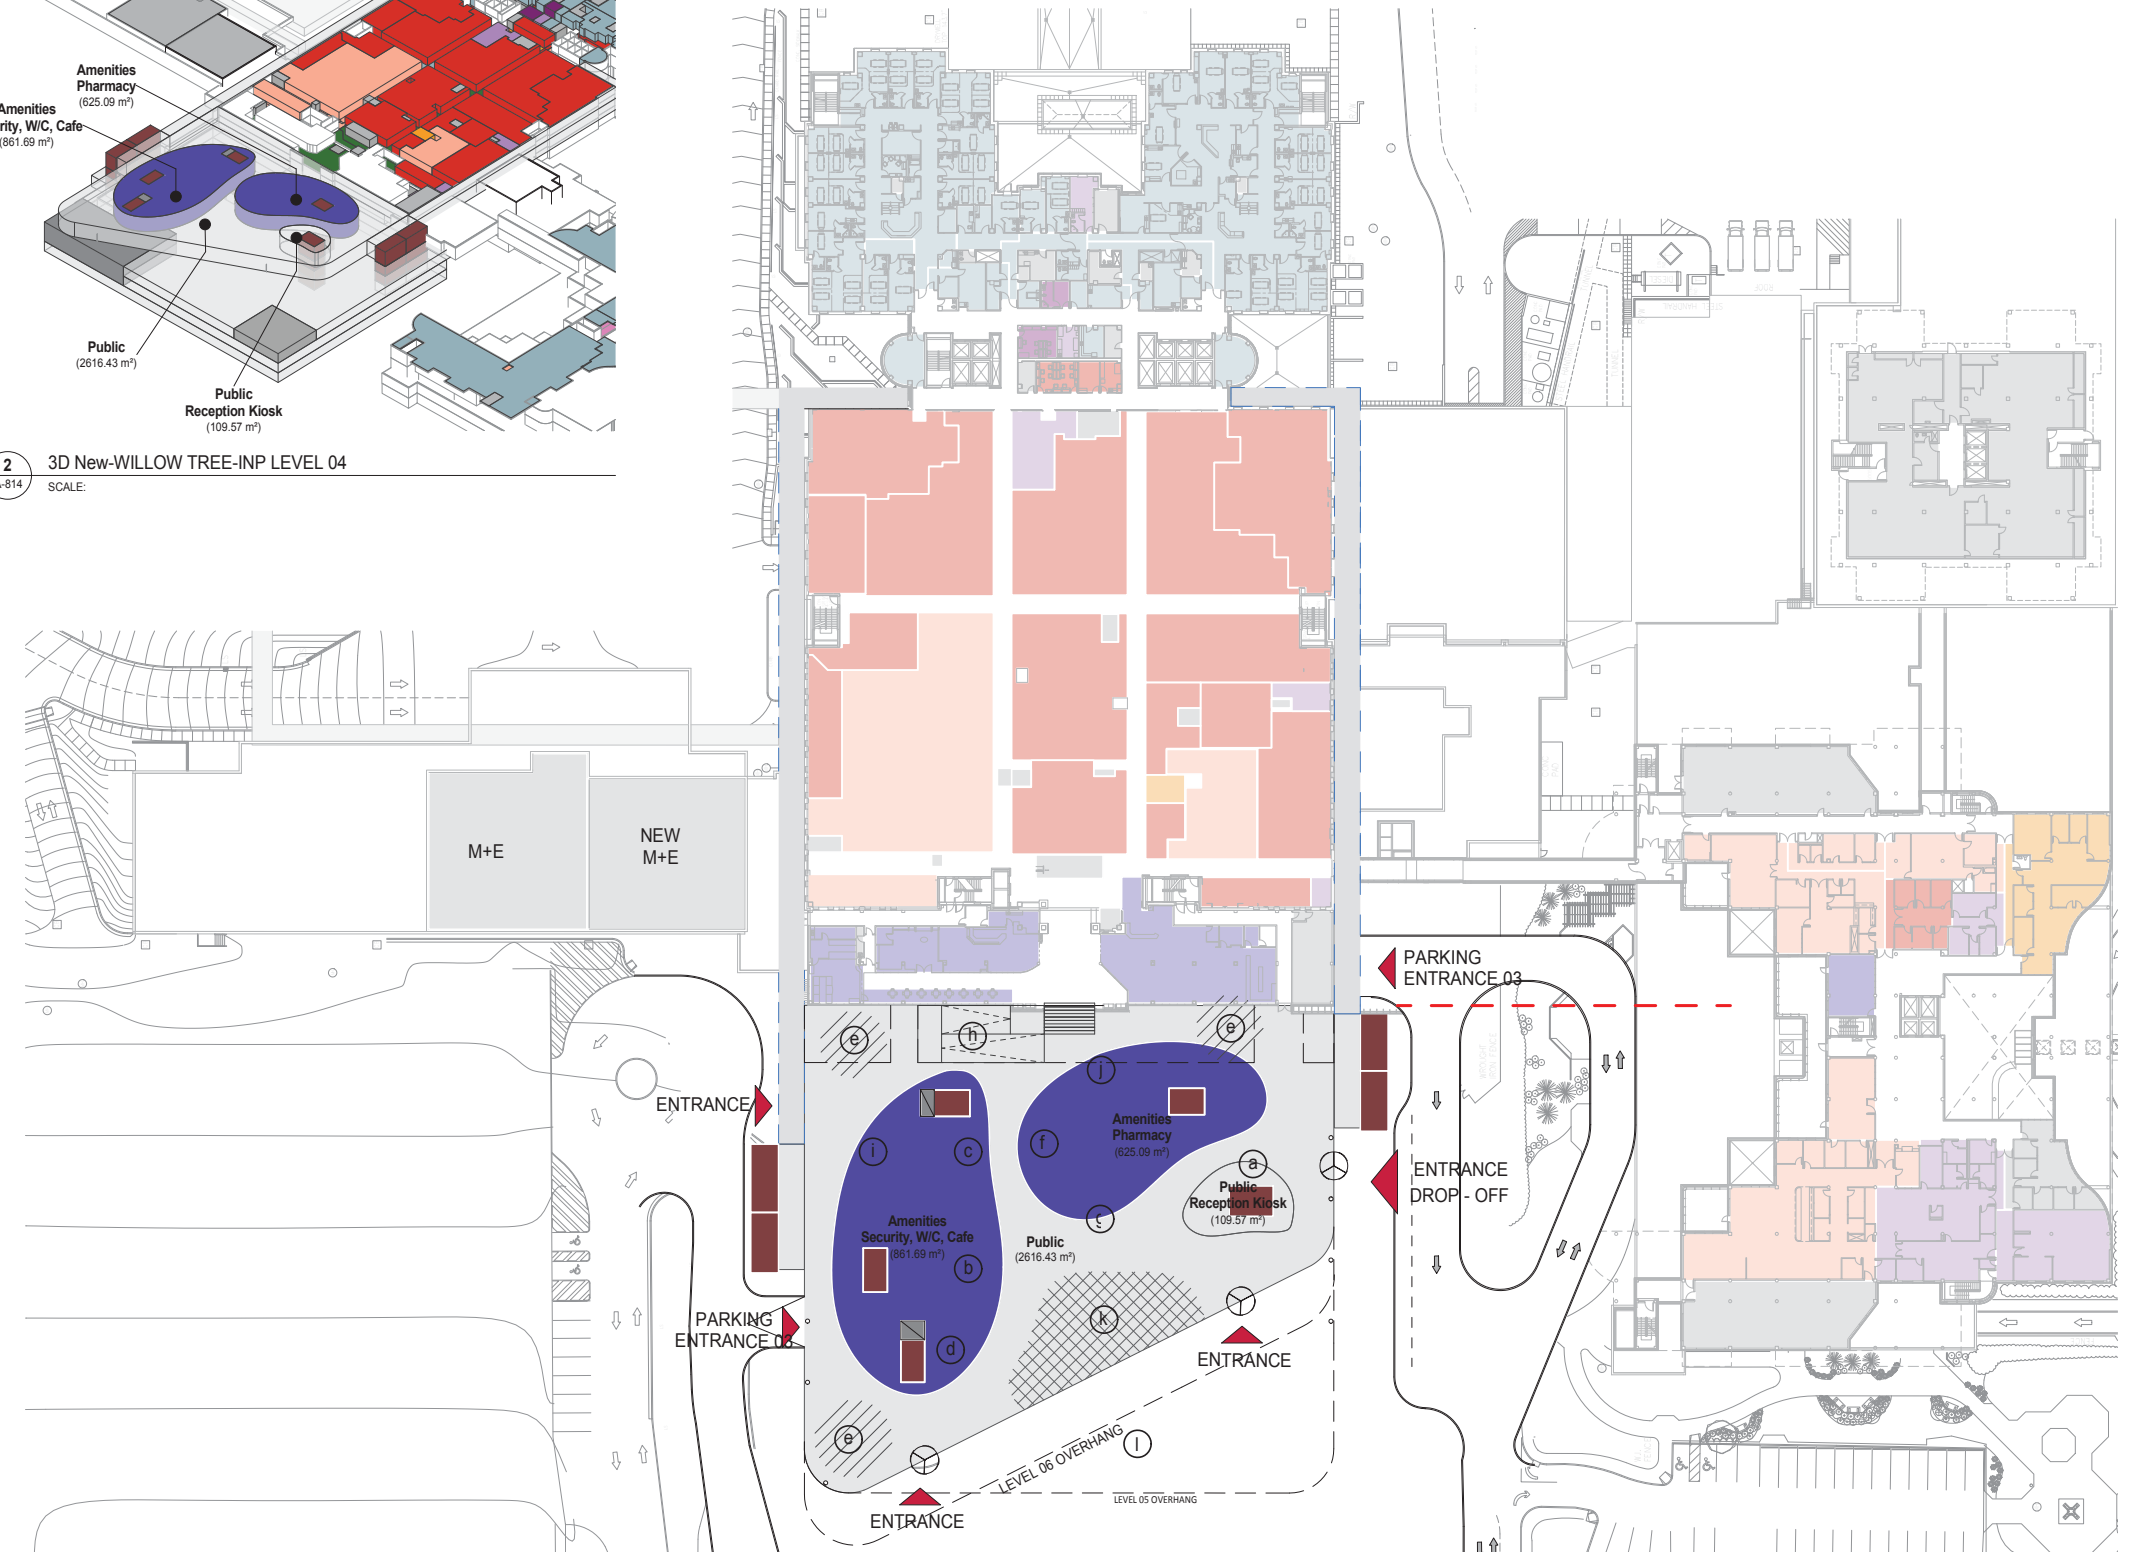 Amenities
Pharmacy
(625.09 m²)
Amenities
rity, W/C, Cafe
(861.69 m²)
Public
(2616.43 m²)
Public
Reception Kiosk
(109.57 m²)
2
-814
3D New-WILLOW TREE-INP LEVEL 04
SCALE:
M+E
NEW
M+E
PARKING
ENTRANCE 03
e
h
e
j
ENTRANCE
Amenities
Pharmacy
(625.09 m²)
i
c
f
a
ENTRANCE
DROP - OFF
Public
Reception Kiosk
(109.57 m²)
g
Amenities
Security, W/C, Cafe
(861.69 m²)
Public
(2616.43 m²)
b
PARKING
ENTRANCE 03
k
d
ENTRANCE
e
l
LEVEL 06 OVERHANG
LEVEL 05 OVERHANG
ENTRANCE